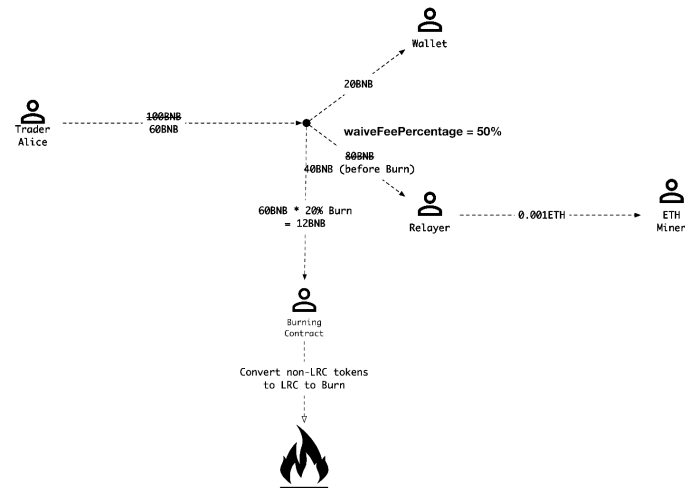 Wallet
20BNB
100BNB
60BNB
Trader
Alice
waiveFeePercentage = 50%
80BNB
40BNB (before Burn)
60BNB * 20% Burn
= 12BNB
Relayer
0.001ETH
ETH
Miner
Burning
Contract
Convert non-LRC tokens
to LRC to Burn